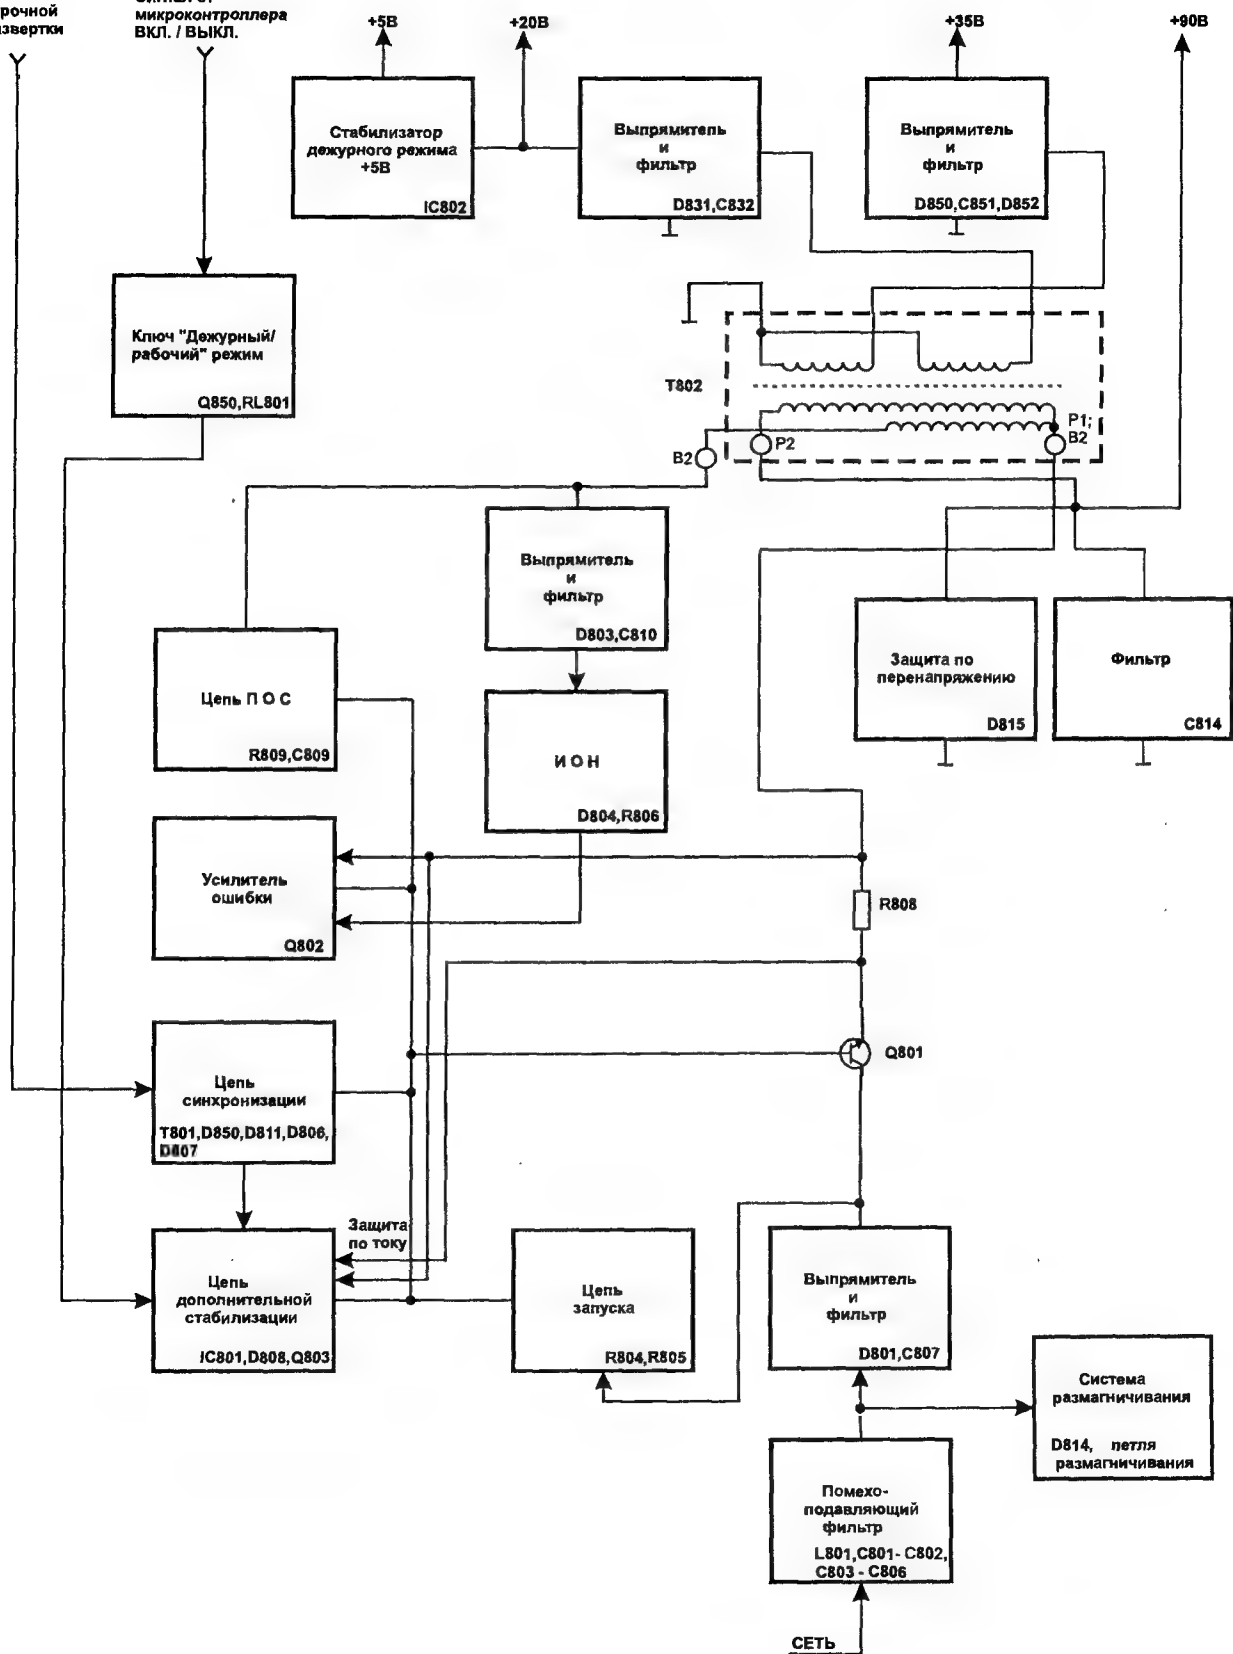 микроконтроллера
ВКЛ. / ВЫКЛ.
+5В
+20В
+35В
+90В
Стабилизатор
дежурного режима
+5В
IC802
Выпрямитель
и
фильтр
D831,C832
Выпрямитель
и
фильтр
D850,C851,D852
Ключ "Дежурный/
рабочий" режим
Q850,RL801
T802
P1;
B2
P2
B2
Выпрямитель
и
фильтр
D803,C810
Цепь П О С
R809,C809
И О Н
D804,R806
Защита по
перенапряжению
D815
Фильтр
C814
Усилитель
ошибки
Q802
R808
Q801
Цепь
синхронизации
T801,D850,D811,D806,
D807
Защита
по току
Цепь
дополнительной
стабилизации
IC801,D808,Q803
Цепь
запуска
R804,R805
Выпрямитель
и
фильтр
D801,C807
Система
размагничивания
D814, петля
размагничивания
Помехо-
подавляющий
фильтр
L801,C801- C802,
C803 - C806
СЕТЬ